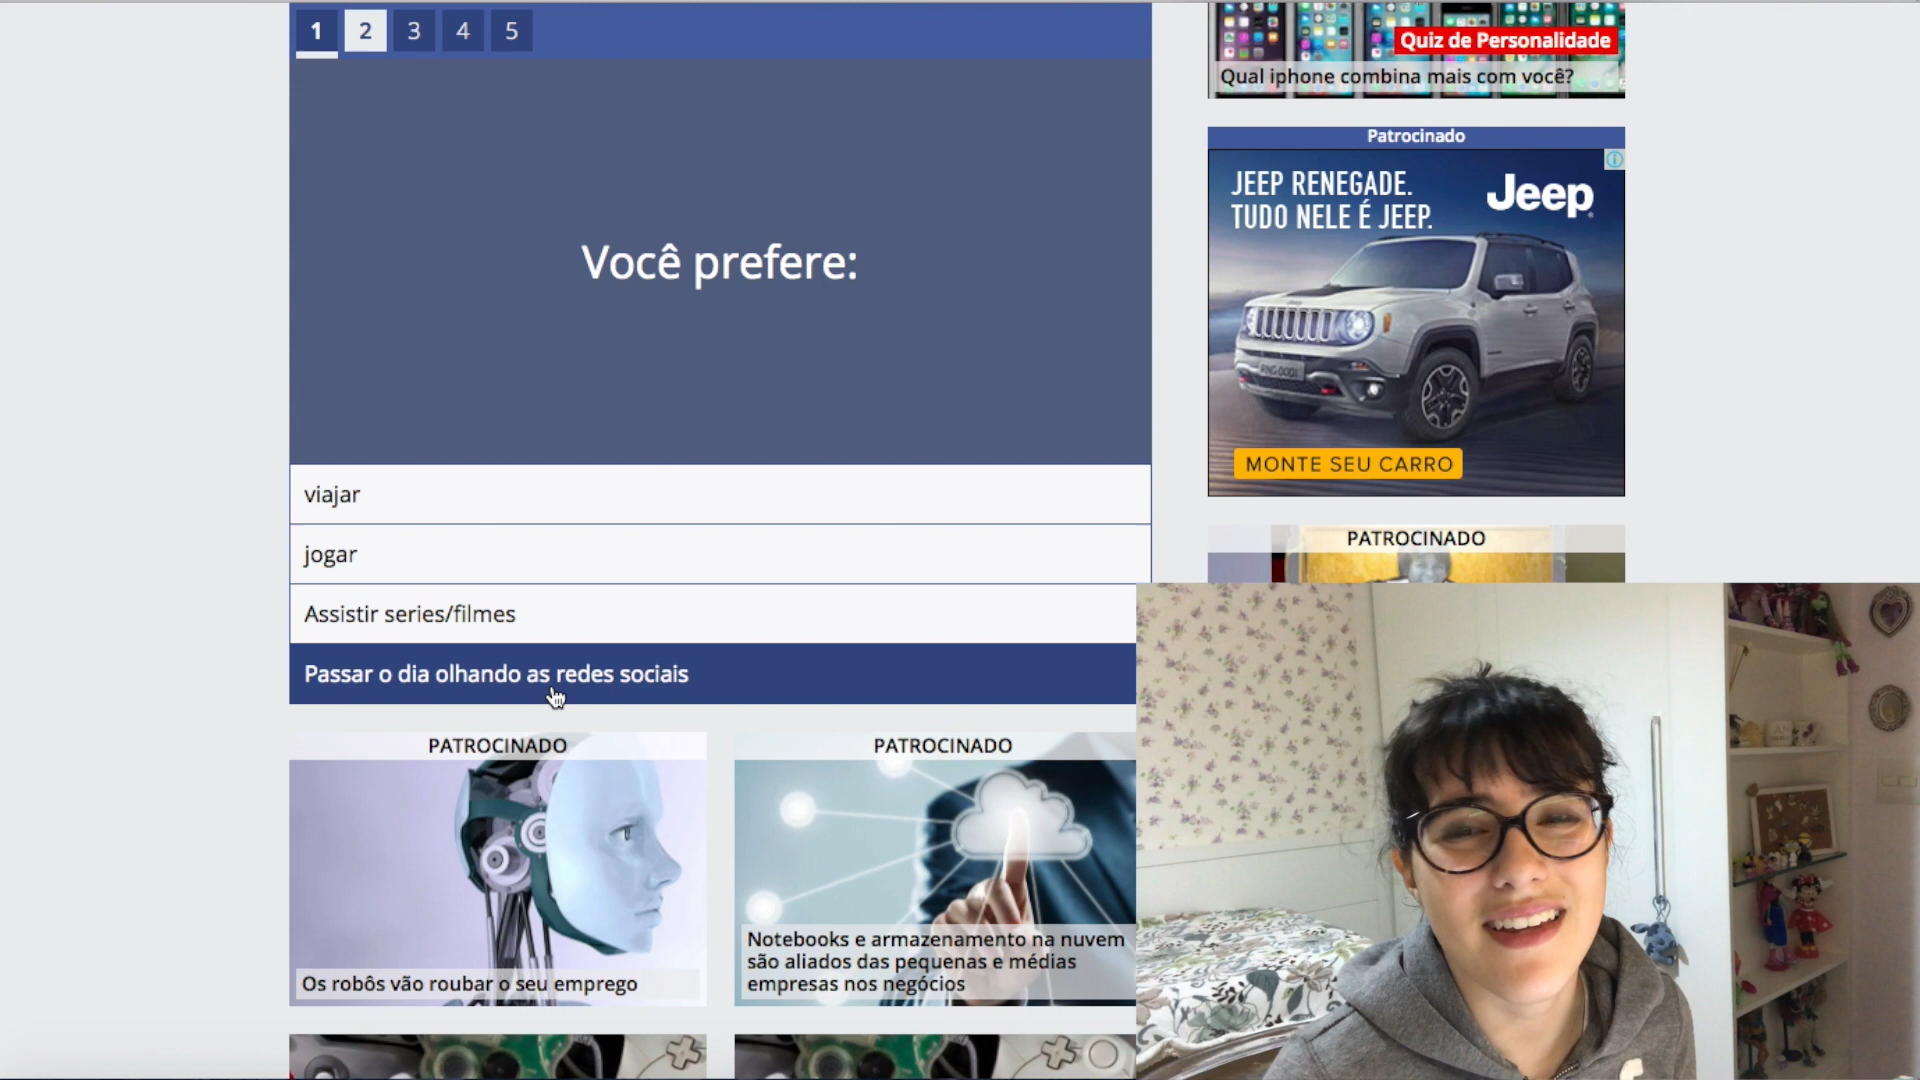 1 2 3 4 5
Você prefere:
viajar
jogar
Assistir series/filmes
Passar o dia olhando as redes sociais
PATROCINADO
Os robôs vão roubar o seu emprego
PATROCINADO
Notebooks e armazenamento na nuvem
são aliados das pequenas e médias
empresas nos negócios
Quiz de Personalidade
Qual iphone combina mais com você?
Patrocinado
JEEP RENEGADE.
TUDO NELE É JEEP.
Jeep
RNG-0001
MONTE SEU CARRO
PATROCINADO